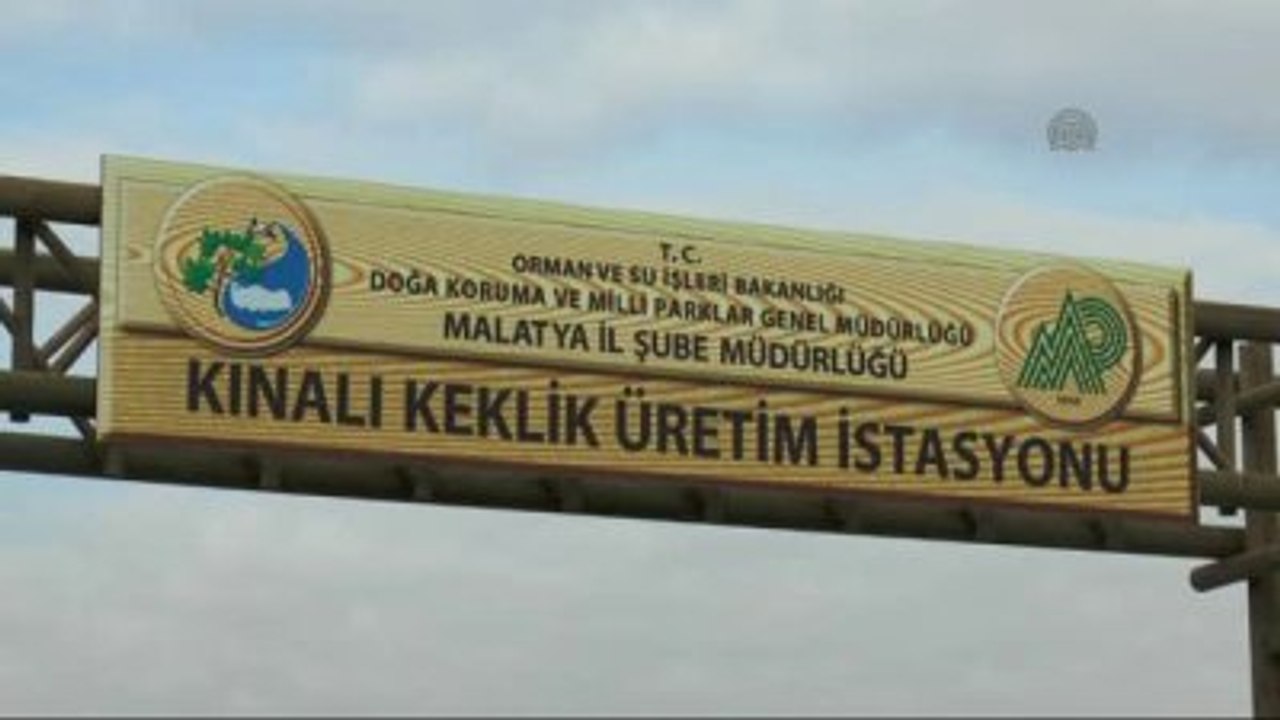 T.C.
ORMAN VE SU İŞLERİ BAKANLIĞI
DOĞA KORUMA VE MİLLİ PARKLAR GENEL MÜDÜRLÜĞÜ
MALATYA İL ŞUBE MÜDÜRLÜĞÜ
KINALI KEKLİK ÜRETİM İSTASYONU